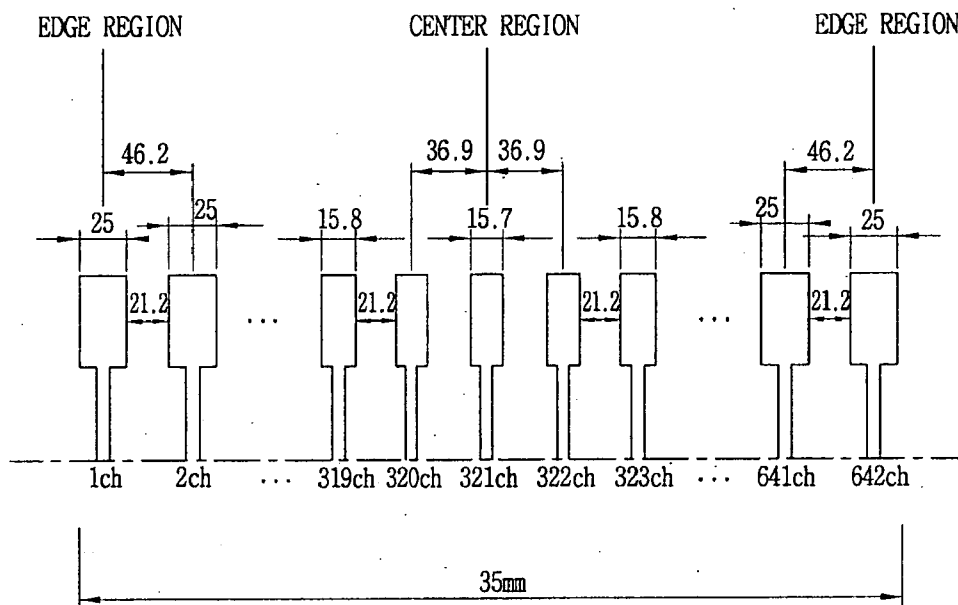 EDGE REGION CENTER REGION EDGE REGION
46.2 36.9 36.9 46.2
25 25 15.8 15.7 15.8 25 25
21.2 ... 21.2 21.2 ... 21.2
1ch 2ch ... 319ch 320ch 321ch 322ch 323ch ... 641ch 642ch
35mm